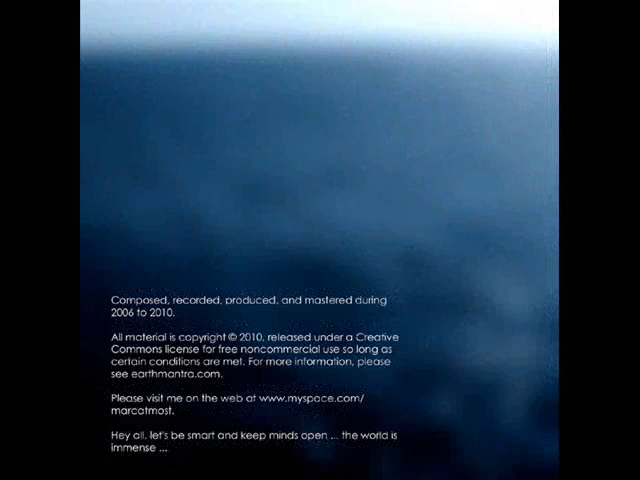 Composed, recorded, produced, and mastered during
2006 to 2010.
All material is copyright © 2010, released under a Creative
Commons license for free noncommercial use so long as
certain conditions are met. For more information, please
see earthmantra.com.
Please visit me on the web at www.myspace.com/
marcatmost.
Hey all, let's be smart and keep minds open ... the world is
immense ...